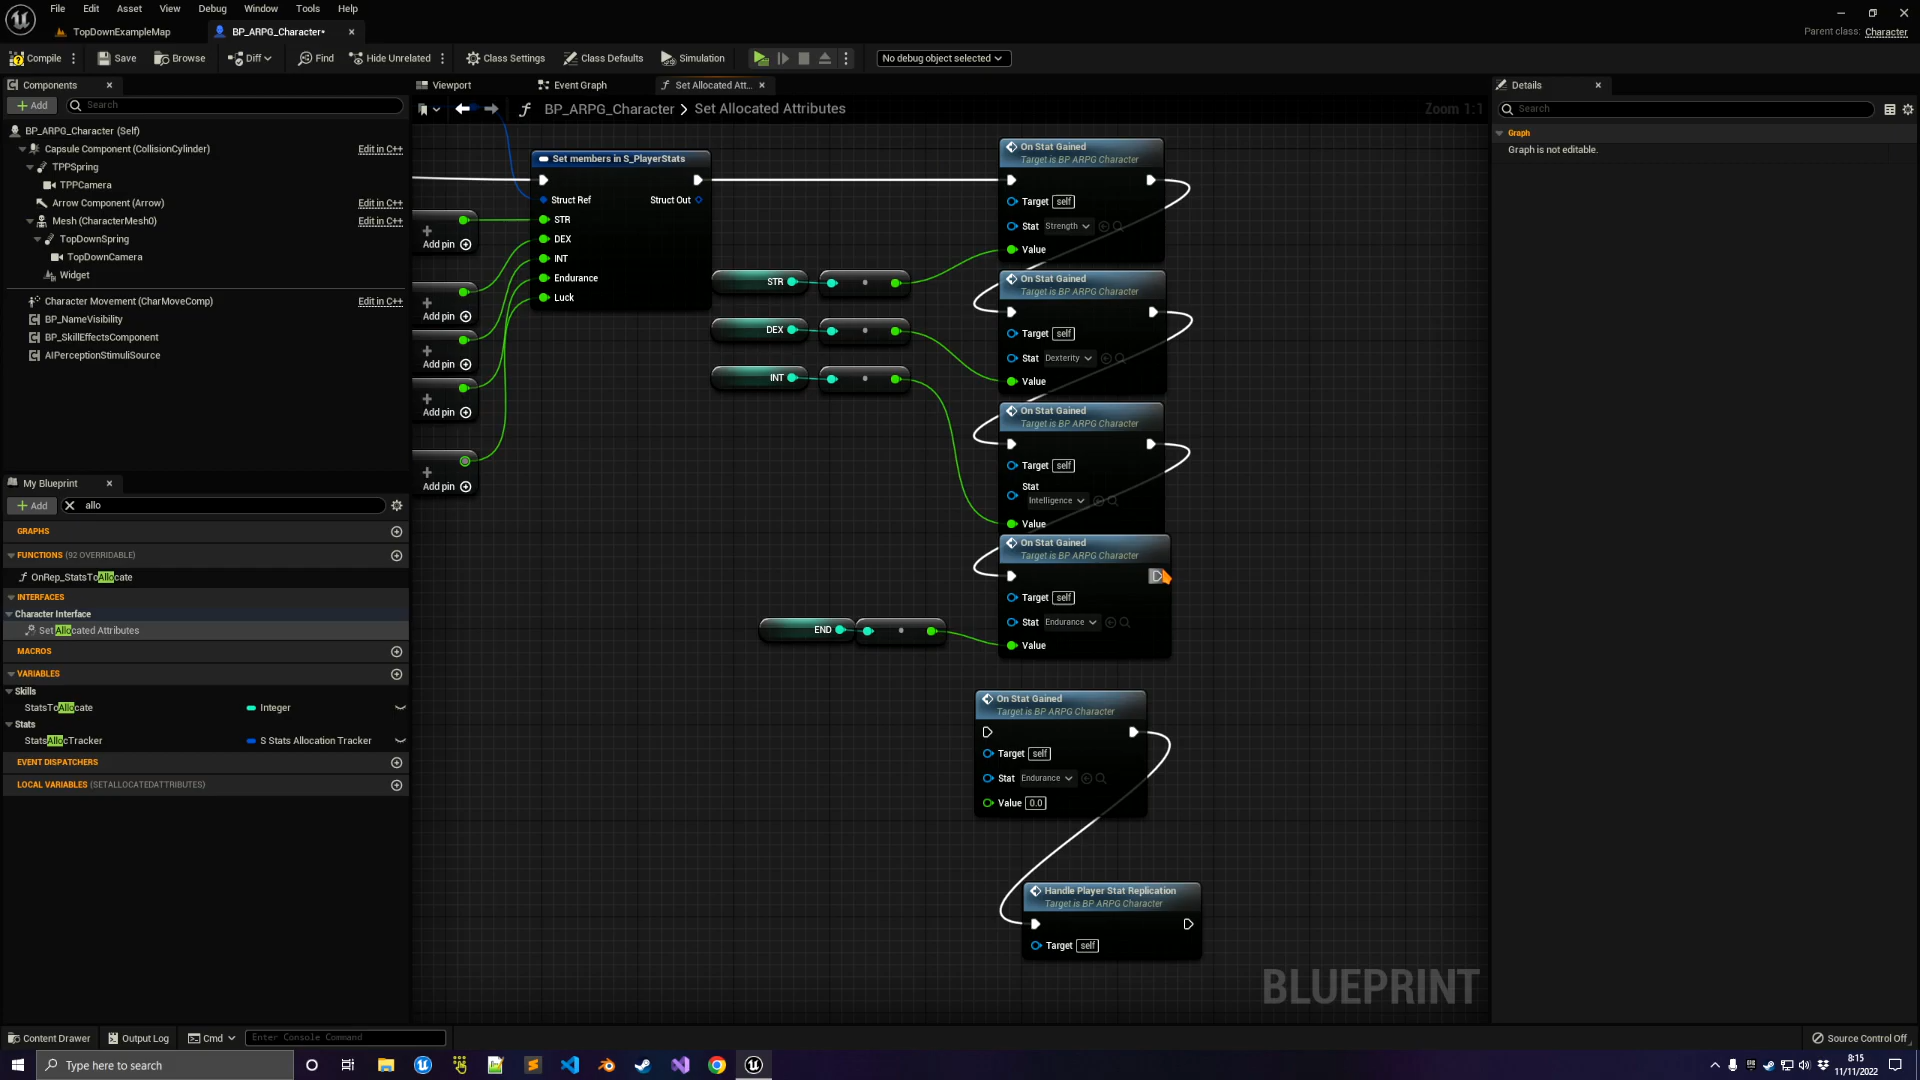 File Edit Asset View Debug Window Tools Help
TopDownExampleMap
BP_ARPG_Character*
Parent class: Character
Compile
Save
Browse
Diff
Find
Hide Unrelated
Class Settings
Class Defaults
Simulation
No debug object selected
Components
Add
Search
BP_ARPG_Character (Self)
Capsule Component (CollisionCylinder) Edit in C++
TPPSpring
TPPCamera
Arrow Component (Arrow) Edit in C++
Mesh (CharacterMesh0) Edit in C++
TopDownSpring
TopDownCamera
Widget
Character Movement (CharMoveComp) Edit in C++
BP_NameVisibility
BP_SkillEffectsComponent
AIPerceptionStimuliSource
My Blueprint
Add
allo
GRAPHS
FUNCTIONS (92 OVERRIDABLE)
OnRep_StatsToAllocate
INTERFACES
Character Interface
Set Allocated Attributes
MACROS
VARIABLES
Skills
StatsToAllocate Integer
Stats
StatsAllocTracker S Stats Allocation Tracker
EVENT DISPATCHERS
LOCAL VARIABLES (SETALLOCATEDATTRIBUTES)
Viewport
Event Graph
Set Allocated Att...
BP_ARPG_Character
Set Allocated Attributes
Zoom 1:1
Add pin
Add pin
Add pin
Add pin
Add pin
Set members in S_PlayerStats
Struct Ref Struct Out
STR
DEX
INT
Endurance
Luck
STR
DEX
INT
END
On Stat Gained
Target is BP ARPG Character
Target self
Stat Strength
Value
On Stat Gained
Target is BP ARPG Character
Target self
Stat Dexterity
Value
On Stat Gained
Target is BP ARPG Character
Target self
Stat
Intelligence
Value
On Stat Gained
Target is BP ARPG Character
Target self
Stat Endurance
Value
On Stat Gained
Target is BP ARPG Character
Target self
Stat Endurance
Value 0.0
Handle Player Stat Replication
Target is BP ARPG Character
Target self
BLUEPRINT
Details
Search
Graph
Graph is not editable.
Content Drawer
Output Log
Cmd
Enter Console Command
Source Control Off
Type here to search
8:15
11/11/2022